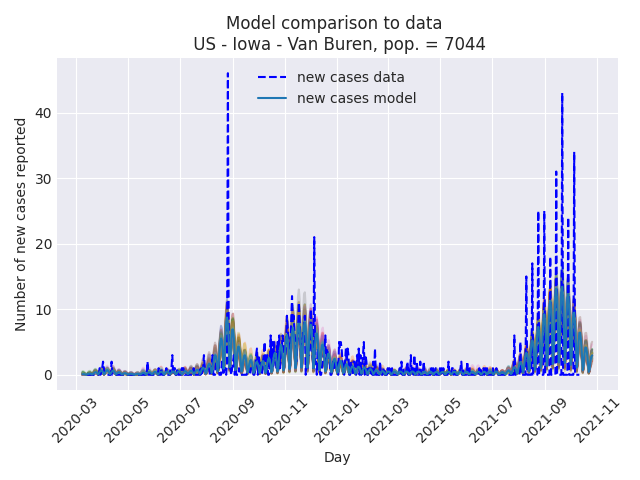 Model comparison to data
US - Iowa - Van Buren, pop. = 7044
new cases data
new cases model
Number of new cases reported
40
30
20
10
0
2020-03
2020-05
2020-07
2020-09
2020-11
2021-01
2021-03
2021-05
2021-07
2021-09
2021-11
Day